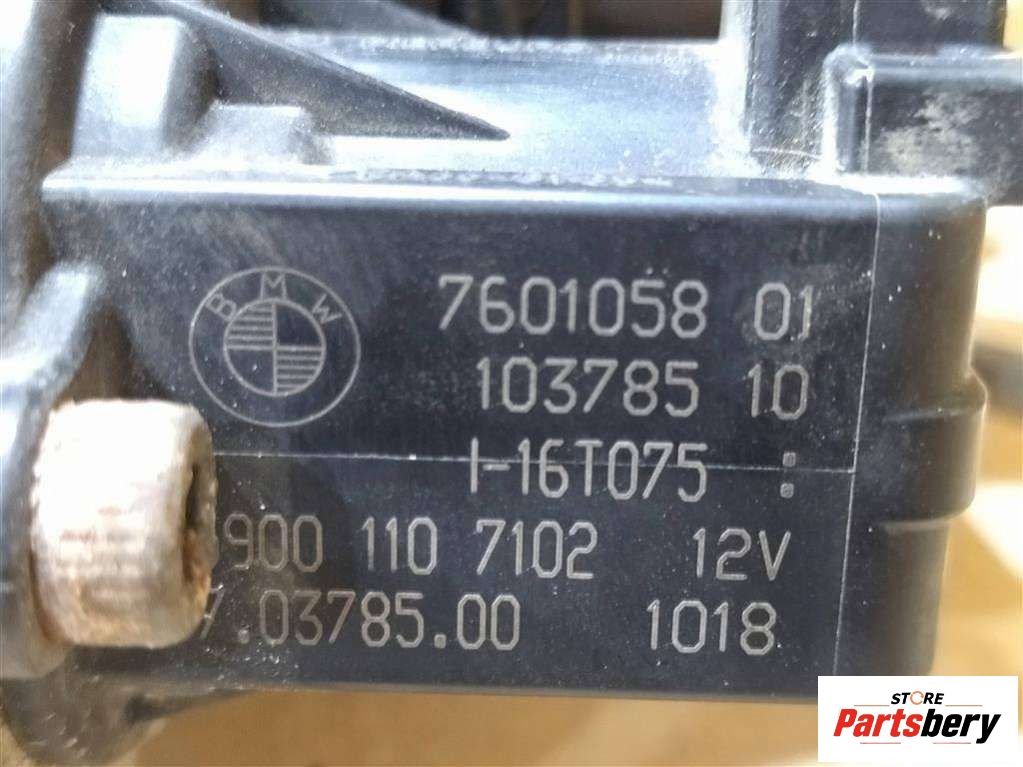 BMW
7601058 01
103785 10
I-16T075 :
900 110 7102 12V
7.03785.00 1018
STORE
Partsbery